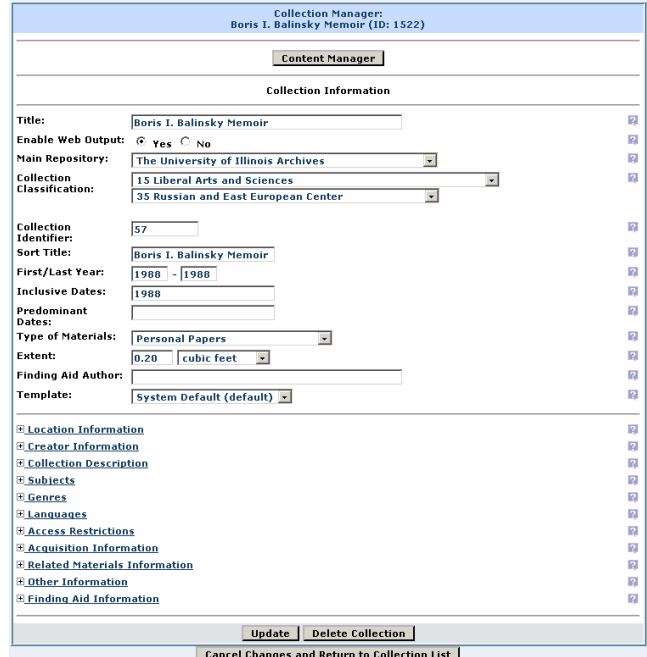 Collection Manager:
Boris I. Balinsky Memoir (ID: 1522)
Content Manager
Collection Information
Title: Boris I. Balinsky Memoir
Enable Web Output: Yes No
Main Repository: The University of Illinois Archives
Collection Classification: 15 Liberal Arts and Sciences
35 Russian and East European Center
Collection Identifier: 57
Sort Title: Boris I. Balinsky Memoir
First/Last Year: 1988 - 1988
Inclusive Dates: 1988
Predominant Dates:
Type of Materials: Personal Papers
Extent: 0.20 cubic feet
Finding Aid Author:
Template: System Default (default)
Location Information
Creator Information
Collection Description
Subjects
Genres
Languages
Access Restrictions
Acquisition Information
Related Materials Information
Other Information
Finding Aid Information
Update Delete Collection
Cancel Changes and Return to Collection List